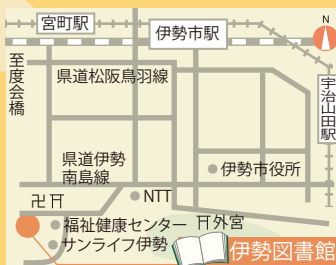 宮町駅
伊勢市駅
N
至度会橋
県道松阪鳥羽線
宇治山田駅
県道伊勢
南島線
伊勢市役所
NTT
福祉健康センター
外宮
サンライフ伊勢
伊勢図書館